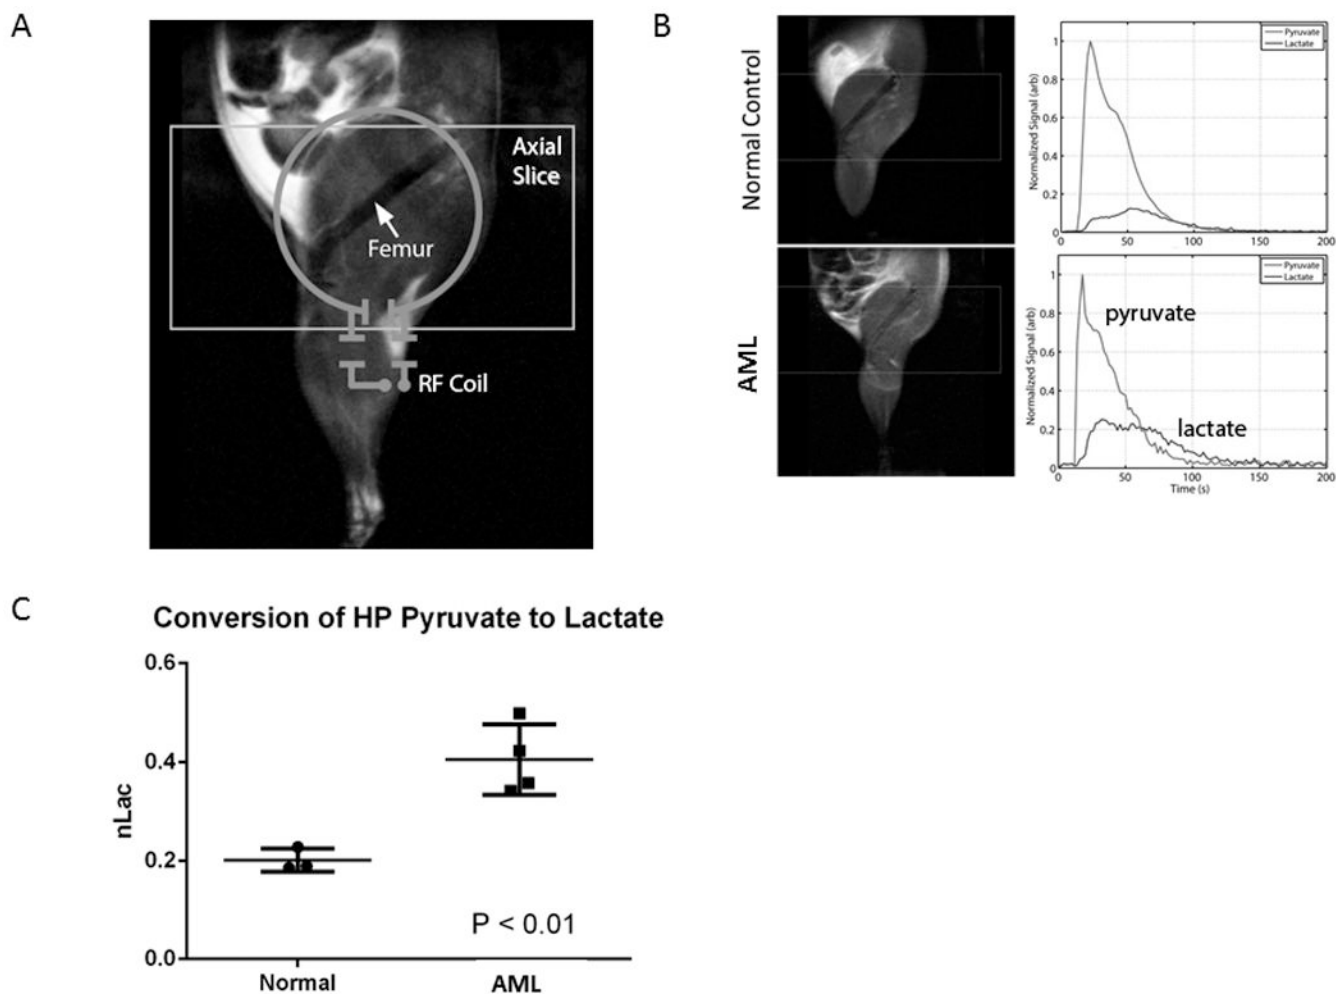 A
Axial
Slice
Femur
RF Coil
B
Normal Control
Normalized Signal (arb)
1
0.8
0.6
0.4
0.2
0
0 50 100 150 200
Pyruvate
Lactate
AML
Normalized Signal (arb)
1
0.8
0.6
0.4
0.2
0
0 50 100 150 200
Time (s)
Pyruvate
Lactate
pyruvate
lactate
C
Conversion of HP Pyruvate to Lactate
nLac
0.6
0.4
0.2
0.0
P < 0.01
Normal AML